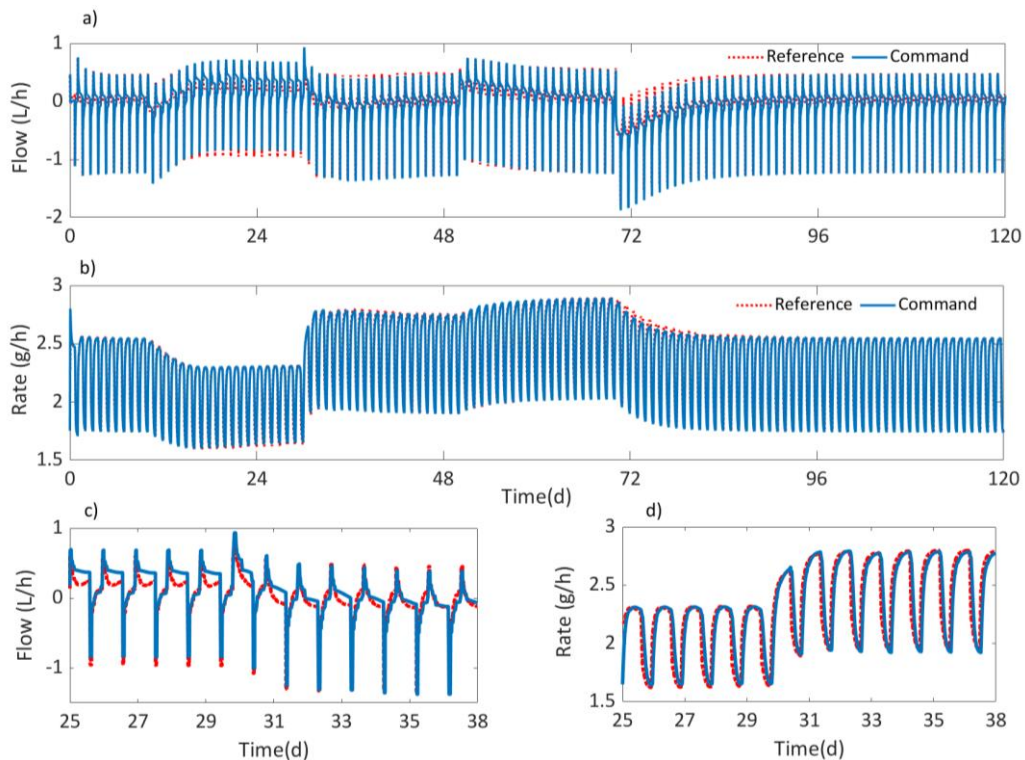 a)
Flow (L/h)
1
0
-1
-2
Reference Command
0 24 48 72 96 120
b)
Rate (g/h)
3
2.5
2
1.5
Reference Command
0 24 48 72 96 120
Time(d)
c)
Flow (L/h)
1
0
-1
25 27 29 31 33 35 38
Time(d)
d)
Rate (g/h)
3
2.5
2
1.5
25 27 29 31 33 35 38
Time(d)